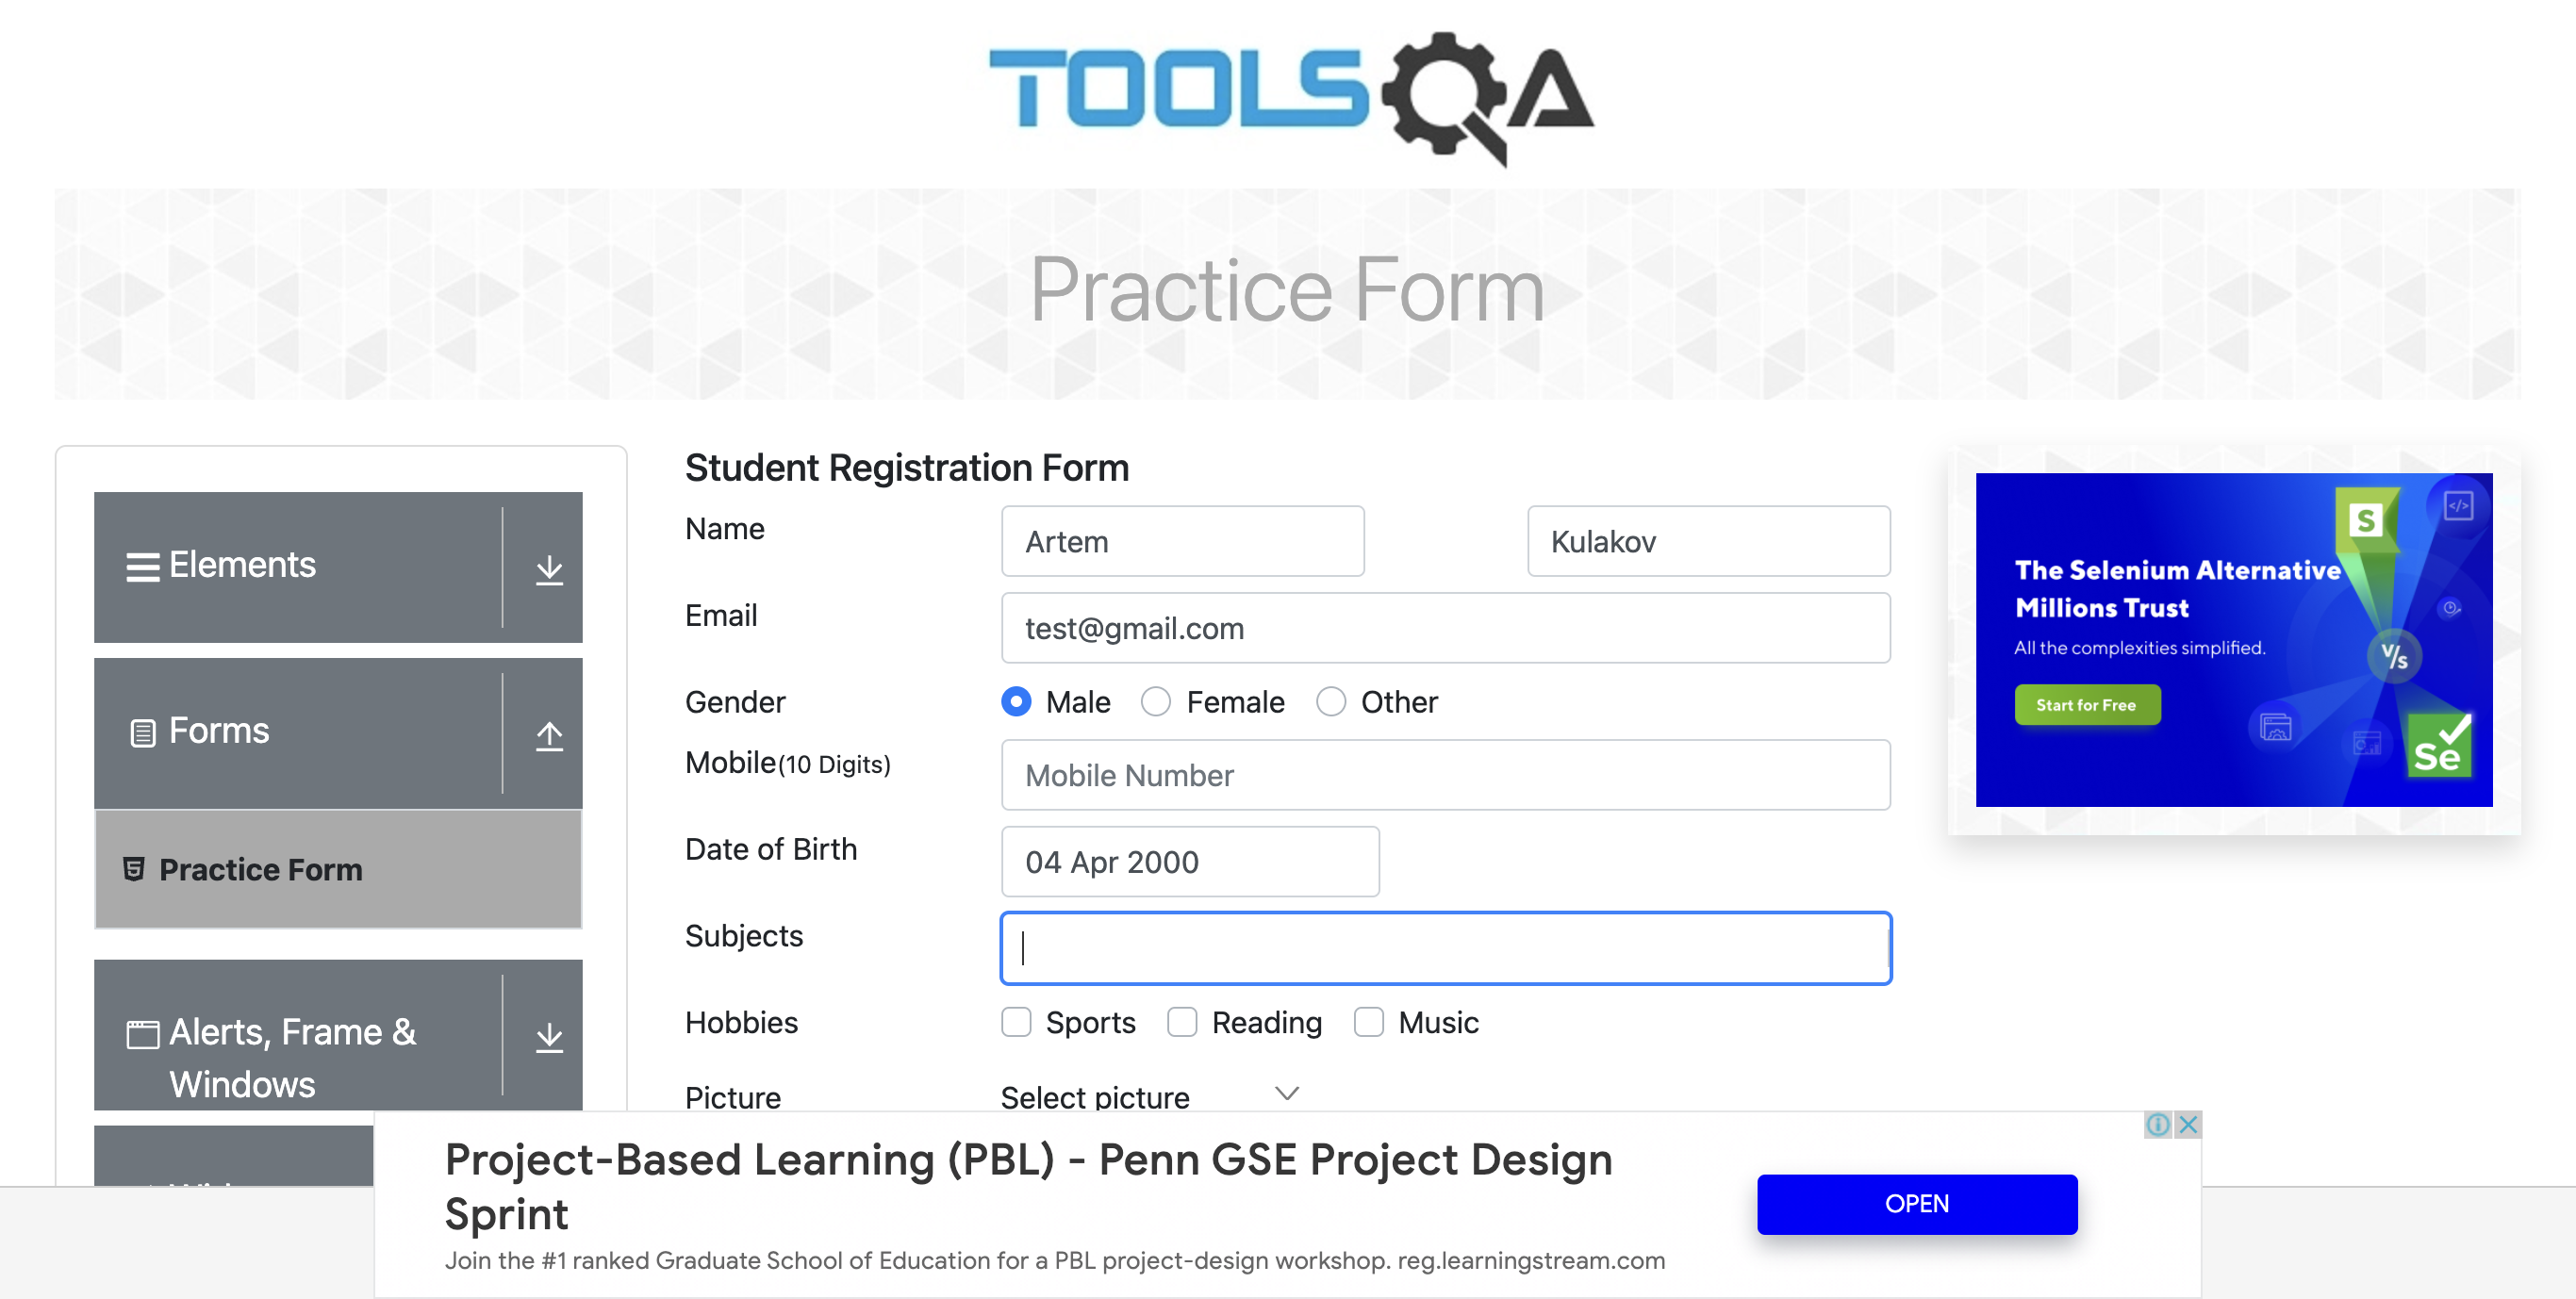 TOOLSQA
Practice Form
Elements
Forms
Practice Form
Alerts, Frame &
Windows
Student Registration Form
Name
Artem
Kulakov
Email
test@gmail.com
Gender
Male
Female
Other
Mobile(10 Digits)
Mobile Number
Date of Birth
04 Apr 2000
Subjects
Hobbies
Sports
Reading
Music
Picture
Select picture
S
</>
The Selenium Alternative
Millions Trust
All the complexities simplified.
V/s
Start for Free
Se
Project-Based Learning (PBL) - Penn GSE Project Design
Sprint
Join the #1 ranked Graduate School of Education for a PBL project-design workshop. reg.learningstream.com
OPEN